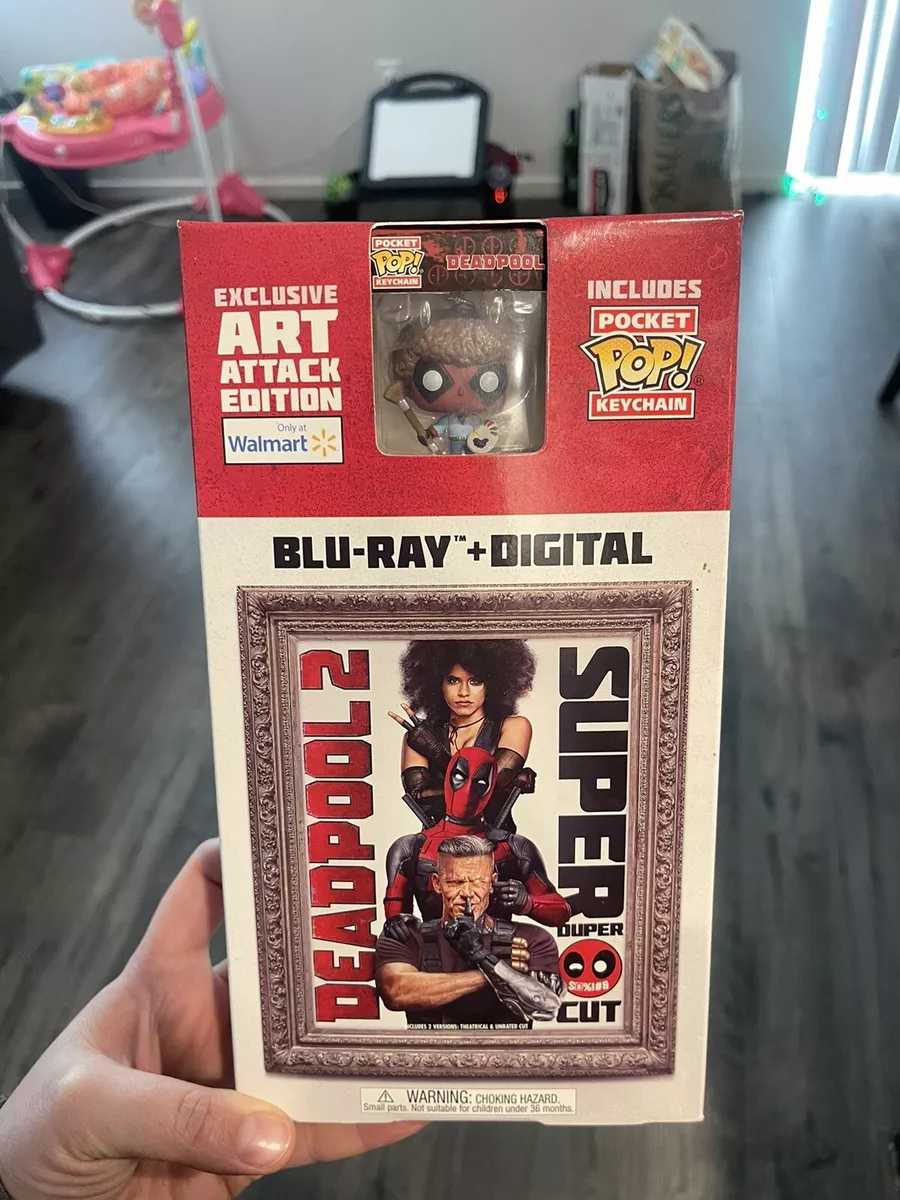 POCKET
POP!
KEYCHAIN
DEADPOOL
EXCLUSIVE
ART
ATTACK
EDITION
Only at
Walmart
INCLUDES
POCKET
POP!®
KEYCHAIN
BLU-RAY™+DIGITAL
DEADPOOL 2
SUPER
DUPER
$@%!#&
CUT
INCLUDES 2 VERSIONS: THEATRICAL & UNRATED CUT
WARNING: CHOKING HAZARD.
Small parts. Not suitable for children under 36 months.